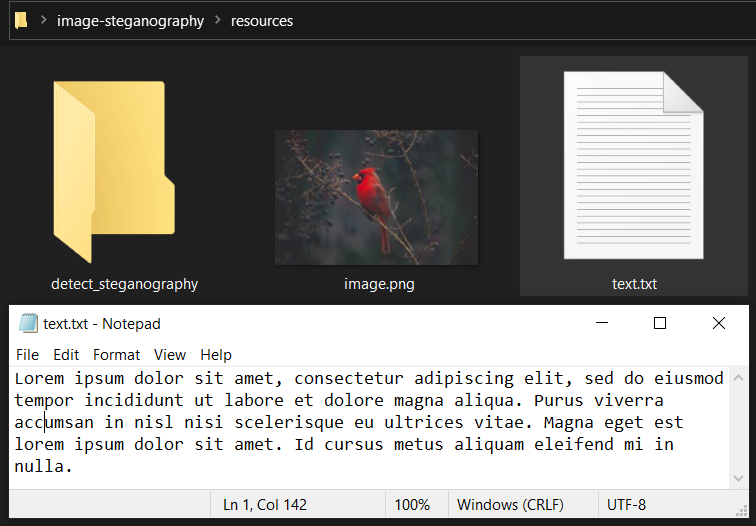 image-steganography > resources
detect_steganography
image.png
text.txt
text.txt - Notepad
File Edit Format View Help
Lorem ipsum dolor sit amet, consectetur adipiscing elit, sed do eiusmod
tempor incididunt ut labore et dolore magna aliqua. Purus viverra
accumsan in nisl nisi scelerisque eu ultrices vitae. Magna eget est
lorem ipsum dolor sit amet. Id cursus metus aliquam eleifend mi in
nulla.
Ln 1, Col 142 100% Windows (CRLF) UTF-8